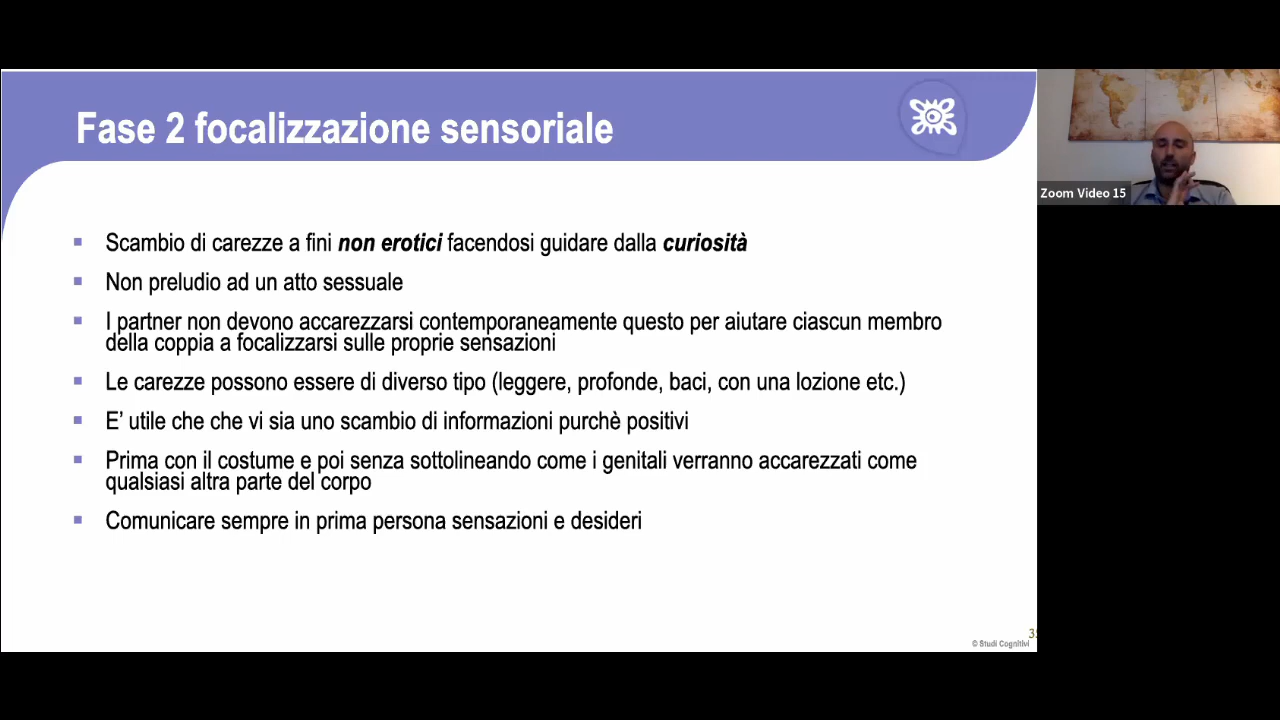 Fase 2 focalizzazione sensoriale
Zoom Video 15
Scambio di carezze a fini non erotici facendosi guidare dalla curiosità
Non preludio ad un atto sessuale
I partner non devono accarezzarsi contemporaneamente questo per aiutare ciascun membro
della coppia a focalizzarsi sulle proprie sensazioni
Le carezze possono essere di diverso tipo (leggere, profonde, baci, con una lozione etc.)
E’ utile che che vi sia uno scambio di informazioni purchè positivi
Prima con il costume e poi senza sottolineando come i genitali verranno accarezzati come
qualsiasi altra parte del corpo
Comunicare sempre in prima persona sensazioni e desideri
© Studi Cognitivi